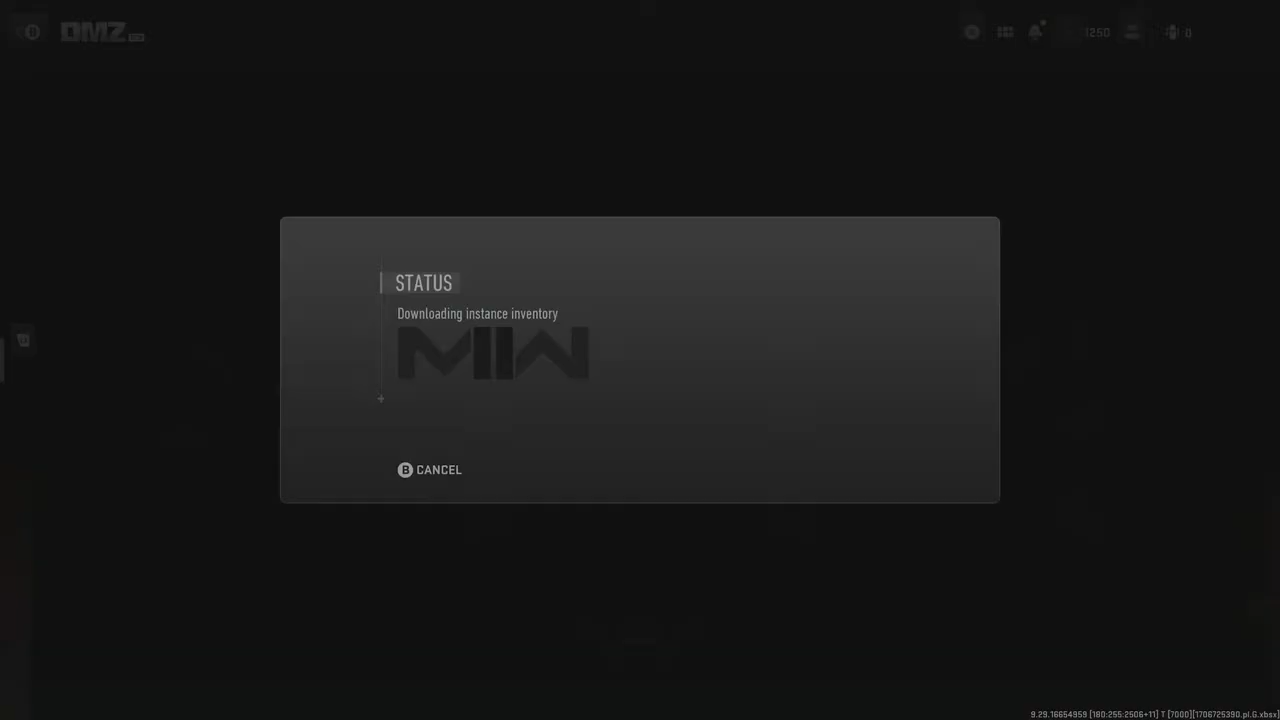 DMZ
1250
0
STATUS
Downloading instance inventory
MW
B CANCEL
9.29.16654959 [180:255:2506+11] T [7000][1706725390.pl.G.xbsx]